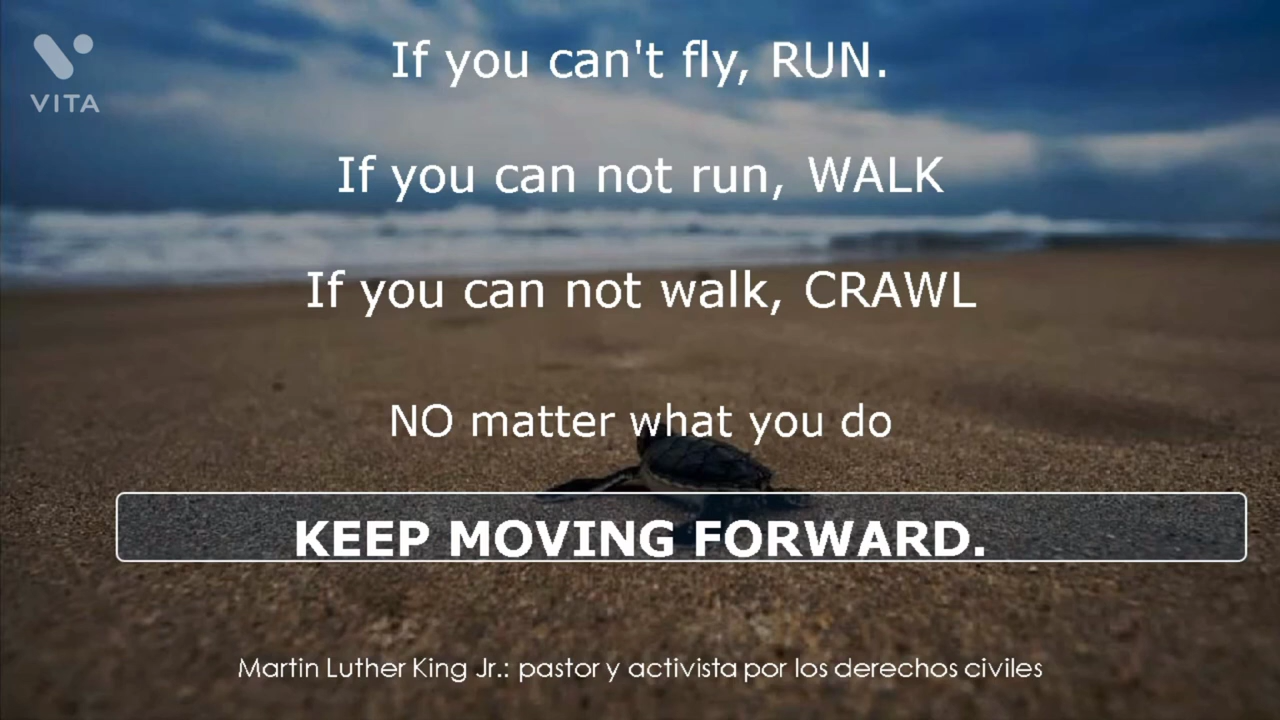 VITA
If you can't fly, RUN.
If you can not run, WALK
If you can not walk, CRAWL
NO matter what you do
KEEP MOVING FORWARD.
Martin Luther King Jr.: pastor y activista por los derechos civiles